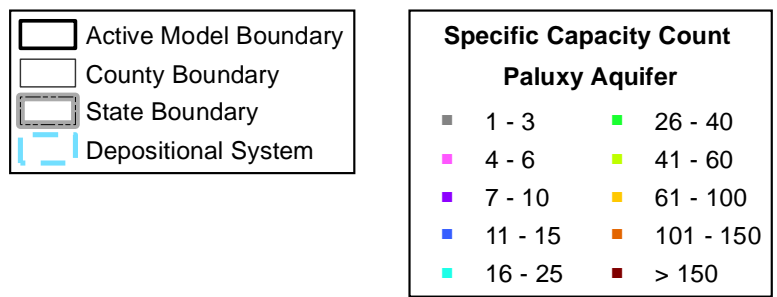 Active Model Boundary
County Boundary
State Boundary
Depositional System
Specific Capacity Count
Paluxy Aquifer
1 - 3
4 - 6
7 - 10
11 - 15
16 - 25
26 - 40
41 - 60
61 - 100
101 - 150
> 150